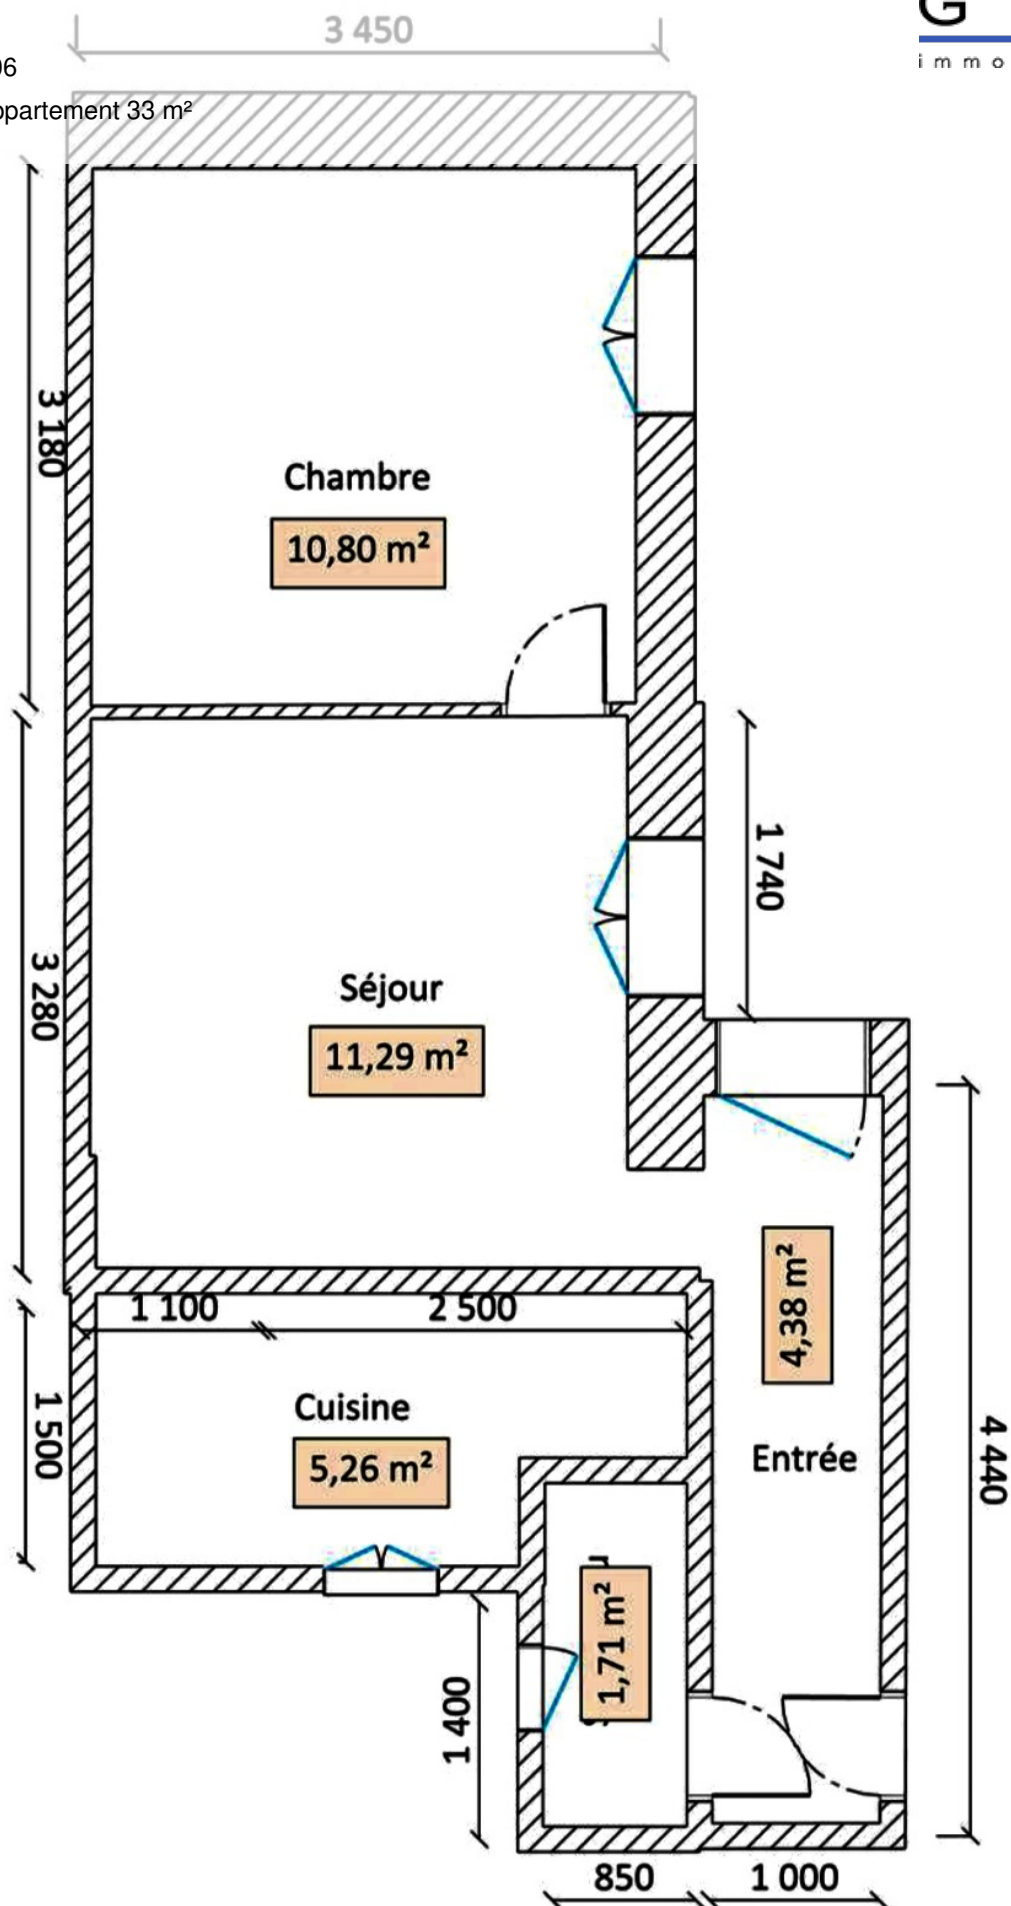 G
immo
3 450
06
partement 33 m²
3 180
Chambre
10,80 m²
1 740
3 280
Séjour
11,29 m²
1 100
2 500
4,38 m²
1 500
Cuisine
5,26 m²
Entrée
4 440
1,71 m²
1 400
850
1 000